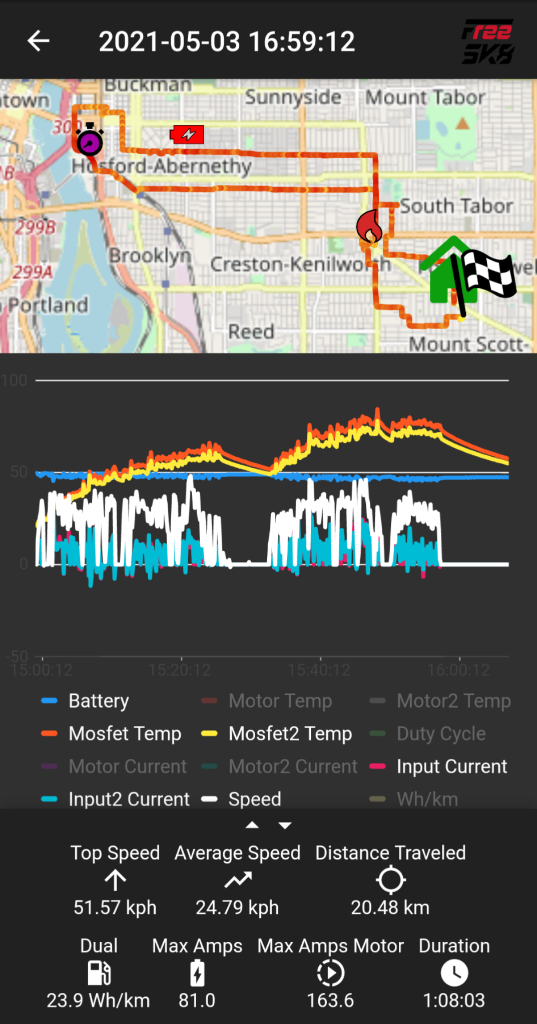 2021-05-03 16:59:12
FREE
SK8
Buckman
Sunnyside
Mount Tabor
Hosford-Abernethy
South Tabor
299B
Brooklyn
Creston-Kenilworth
299A
Portland
Reed
Mount Scott-
100
50
0
-50
15:00:12 15:20:12 15:40:12 16:00:12
Battery Motor Temp Motor2 Temp
Mosfet Temp Mosfet2 Temp Duty Cycle
Motor Current Motor2 Current Input Current
Input2 Current Speed Wh/km
Top Speed Average Speed Distance Traveled
51.57 kph 24.79 kph 20.48 km
Dual Max Amps Max Amps Motor Duration
23.9 Wh/km 81.0 163.6 1:08:03